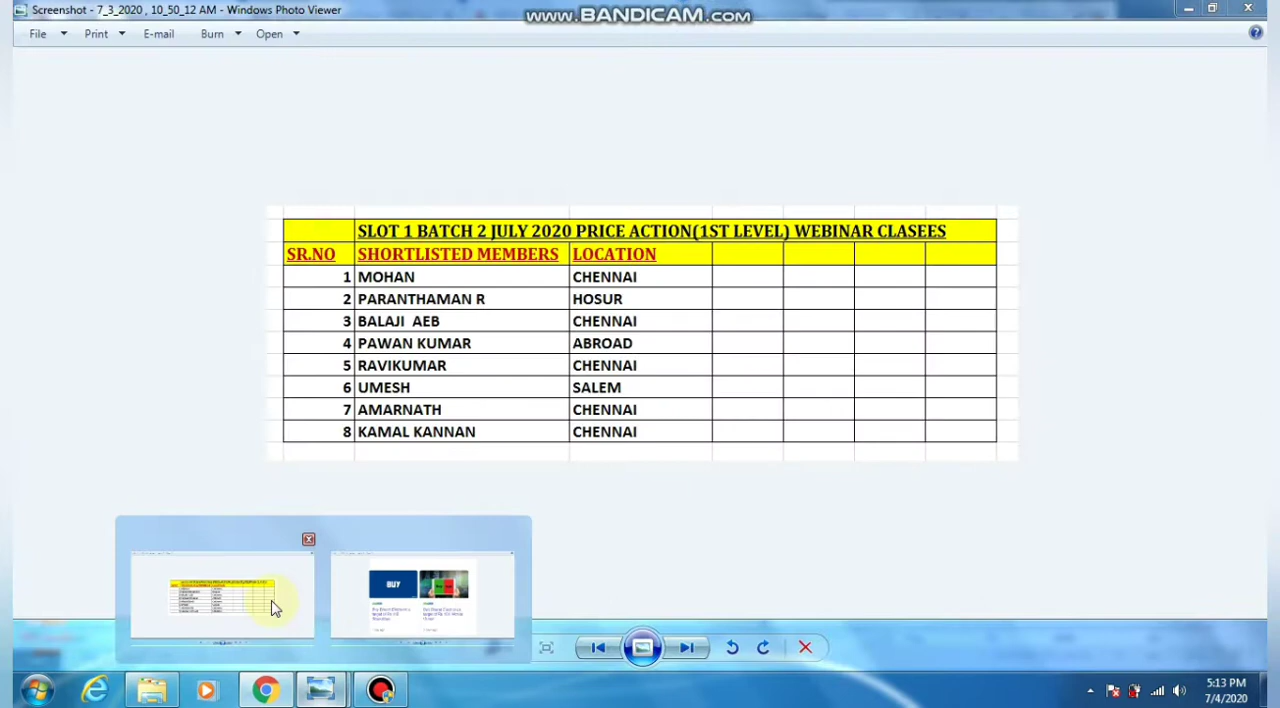 Screenshot - 7_3_2020 , 10_50_12 AM - Windows Photo Viewer
www.BANDICAM.com
File Print E-mail Burn Open
SLOT 1 BATCH 2 JULY 2020 PRICE ACTION(1ST LEVEL) WEBINAR CLASEES
SR.NO SHORTLISTED MEMBERS LOCATION
1 MOHAN CHENNAI
2 PARANTHAMAN R HOSUR
3 BALAJI AEB CHENNAI
4 PAWAN KUMAR ABROAD
5 RAVIKUMAR CHENNAI
6 UMESH SALEM
7 AMARNATH CHENNAI
8 KAMAL KANNAN CHENNAI
BUY
5:13 PM
7/4/2020